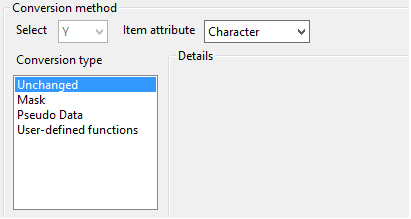 Conversion method
Select Y Item attribute Character
Conversion type Details
Unchanged
Mask
Pseudo Data
User-defined functions